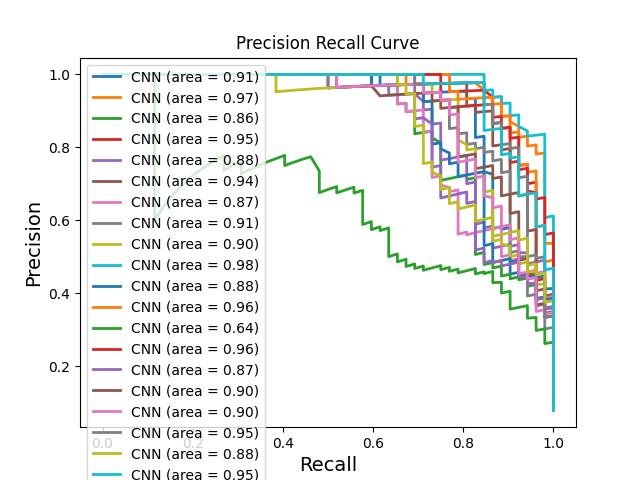 Precision Recall Curve
Precision
1.0
0.8
0.6
0.4
0.2
CNN (area = 0.91)
CNN (area = 0.97)
CNN (area = 0.86)
CNN (area = 0.95)
CNN (area = 0.88)
CNN (area = 0.94)
CNN (area = 0.87)
CNN (area = 0.91)
CNN (area = 0.90)
CNN (area = 0.98)
CNN (area = 0.88)
CNN (area = 0.96)
CNN (area = 0.64)
CNN (area = 0.96)
CNN (area = 0.87)
CNN (area = 0.90)
CNN (area = 0.90)
CNN (area = 0.95)
CNN (area = 0.88)
CNN (area = 0.95)
0.0 0.2 0.4 0.6 0.8 1.0
Recall